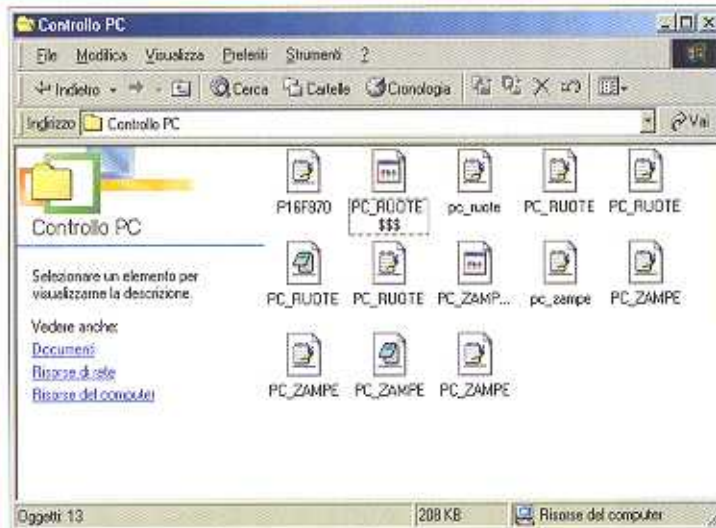 Controllo PC
File Modifica Visualizza Preferiti Strumenti ?
Indietro Cerca Cartelle Cronologia
Indirizzo Controllo PC Vai
Controllo PC
Selezionare un elemento per
visualizzarne la descrizione.
Vedere anche:
Documenti
Risorse di rete
Risorse del computer
P16F870 PC_RUOTE pc_ruote PC_RUOTE PC_RUOTE
$$$
PC_RUOTE PC_RUOTE PC_ZAMP... pc_zampe PC_ZAMPE
PC_ZAMPE PC_ZAMPE PC_ZAMPE
Oggetti: 13 208 KB Risorse del computer